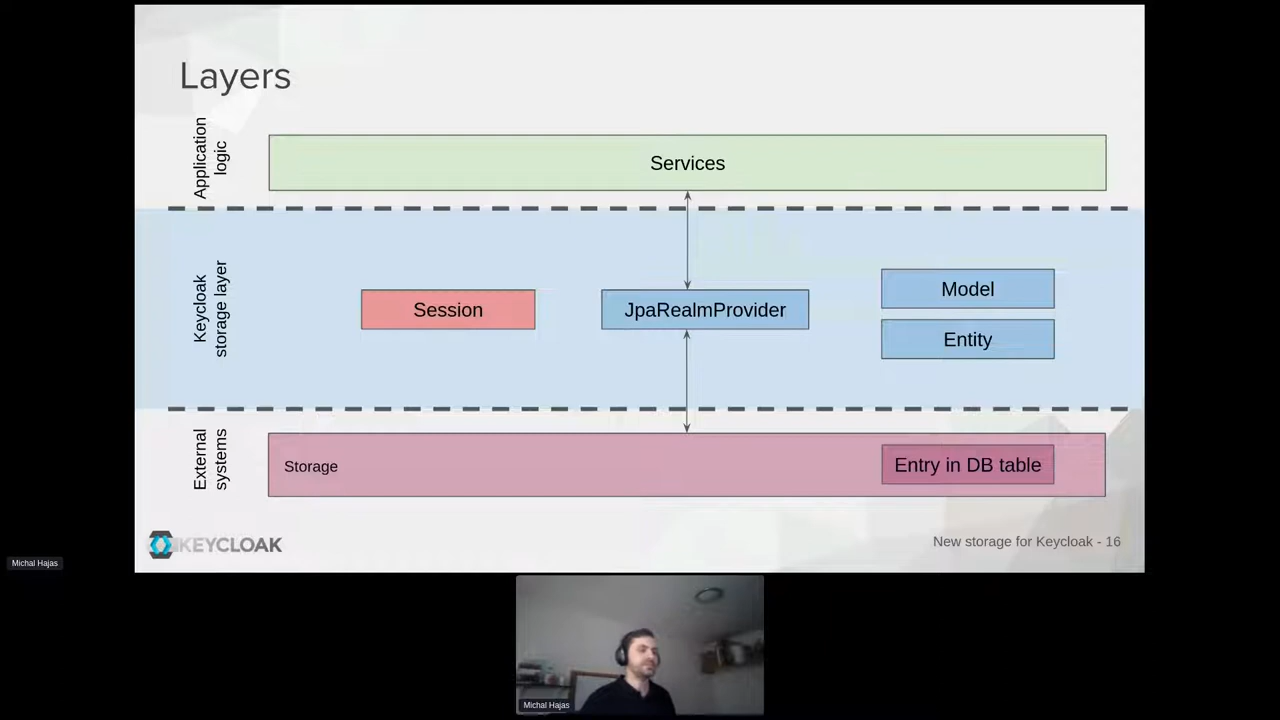 Layers
Application
logic
Services
Keycloak
storage layer
Session
JpaRealmProvider
Model
Entity
External
systems
Storage
Entry in DB table
KEYCLOAK
New storage for Keycloak - 16
Michal Hajas
Michal Hajas